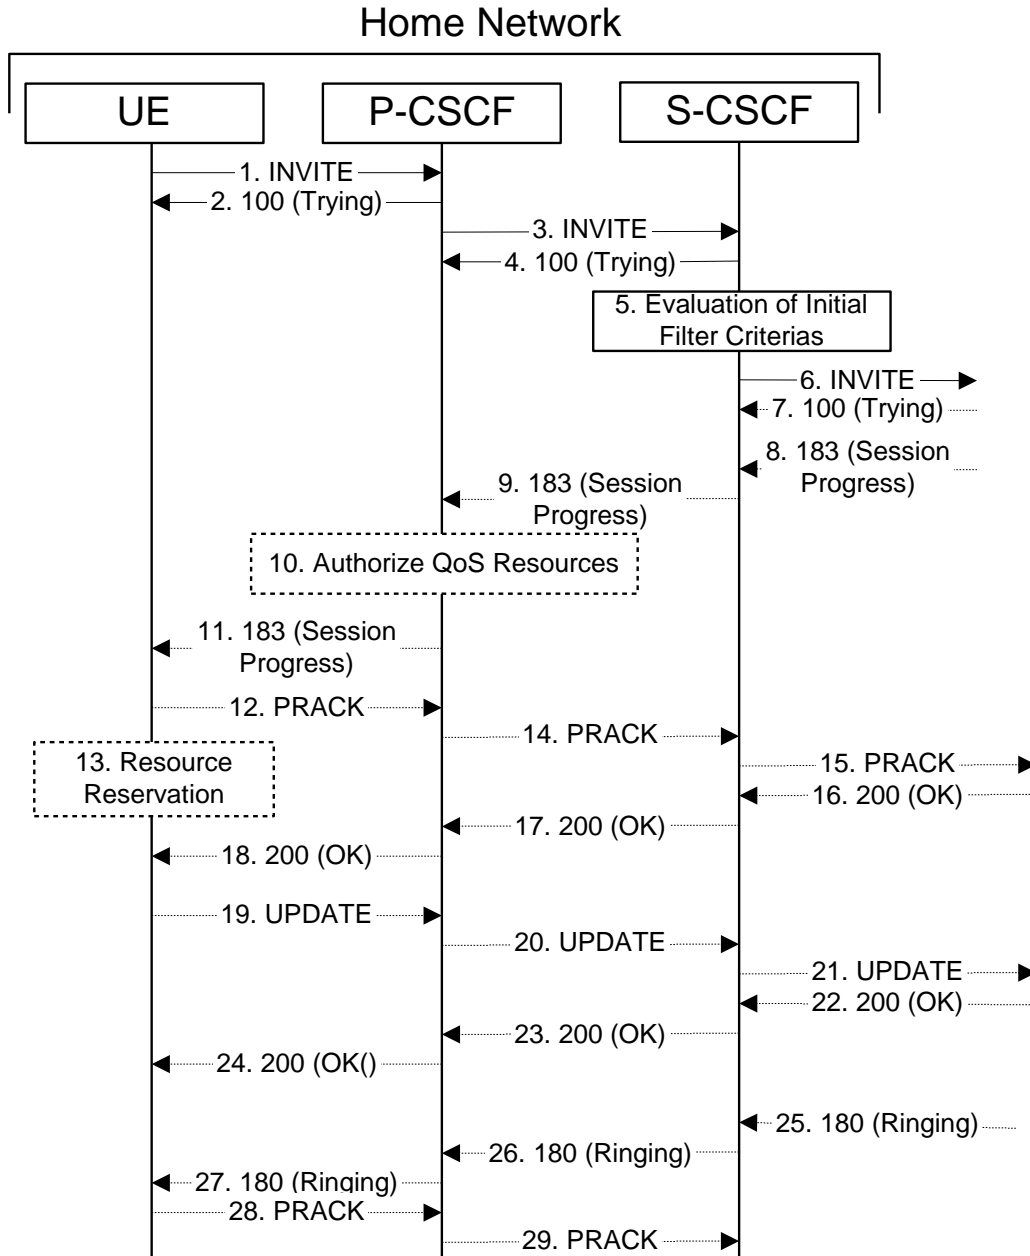 Home Network
UE
P-CSCF
S-CSCF
1. INVITE
2. 100 (Trying)
3. INVITE
4. 100 (Trying)
5. Evaluation of Initial
Filter Criterias
6. INVITE
7. 100 (Trying)
8. 183 (Session
Progress)
9. 183 (Session
Progress)
10. Authorize QoS Resources
11. 183 (Session
Progress)
12. PRACK
13. Resource
Reservation
14. PRACK
15. PRACK
16. 200 (OK)
17. 200 (OK)
18. 200 (OK)
19. UPDATE
20. UPDATE
21. UPDATE
22. 200 (OK)
23. 200 (OK)
24. 200 (OK()
25. 180 (Ringing)
26. 180 (Ringing)
27. 180 (Ringing)
28. PRACK
29. PRACK